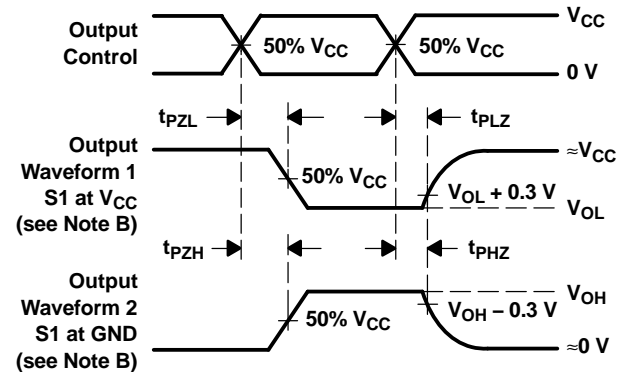 Output
Control
50% VCC
50% VCC
VCC
0 V
tPZL
tPLZ
Output
Waveform 1
S1 at VCC
(see Note B)
50% VCC
≈VCC
VOL + 0.3 V
VOL
tPZH
tPHZ
Output
Waveform 2
S1 at GND
(see Note B)
50% VCC
VOH
VOH − 0.3 V
≈0 V